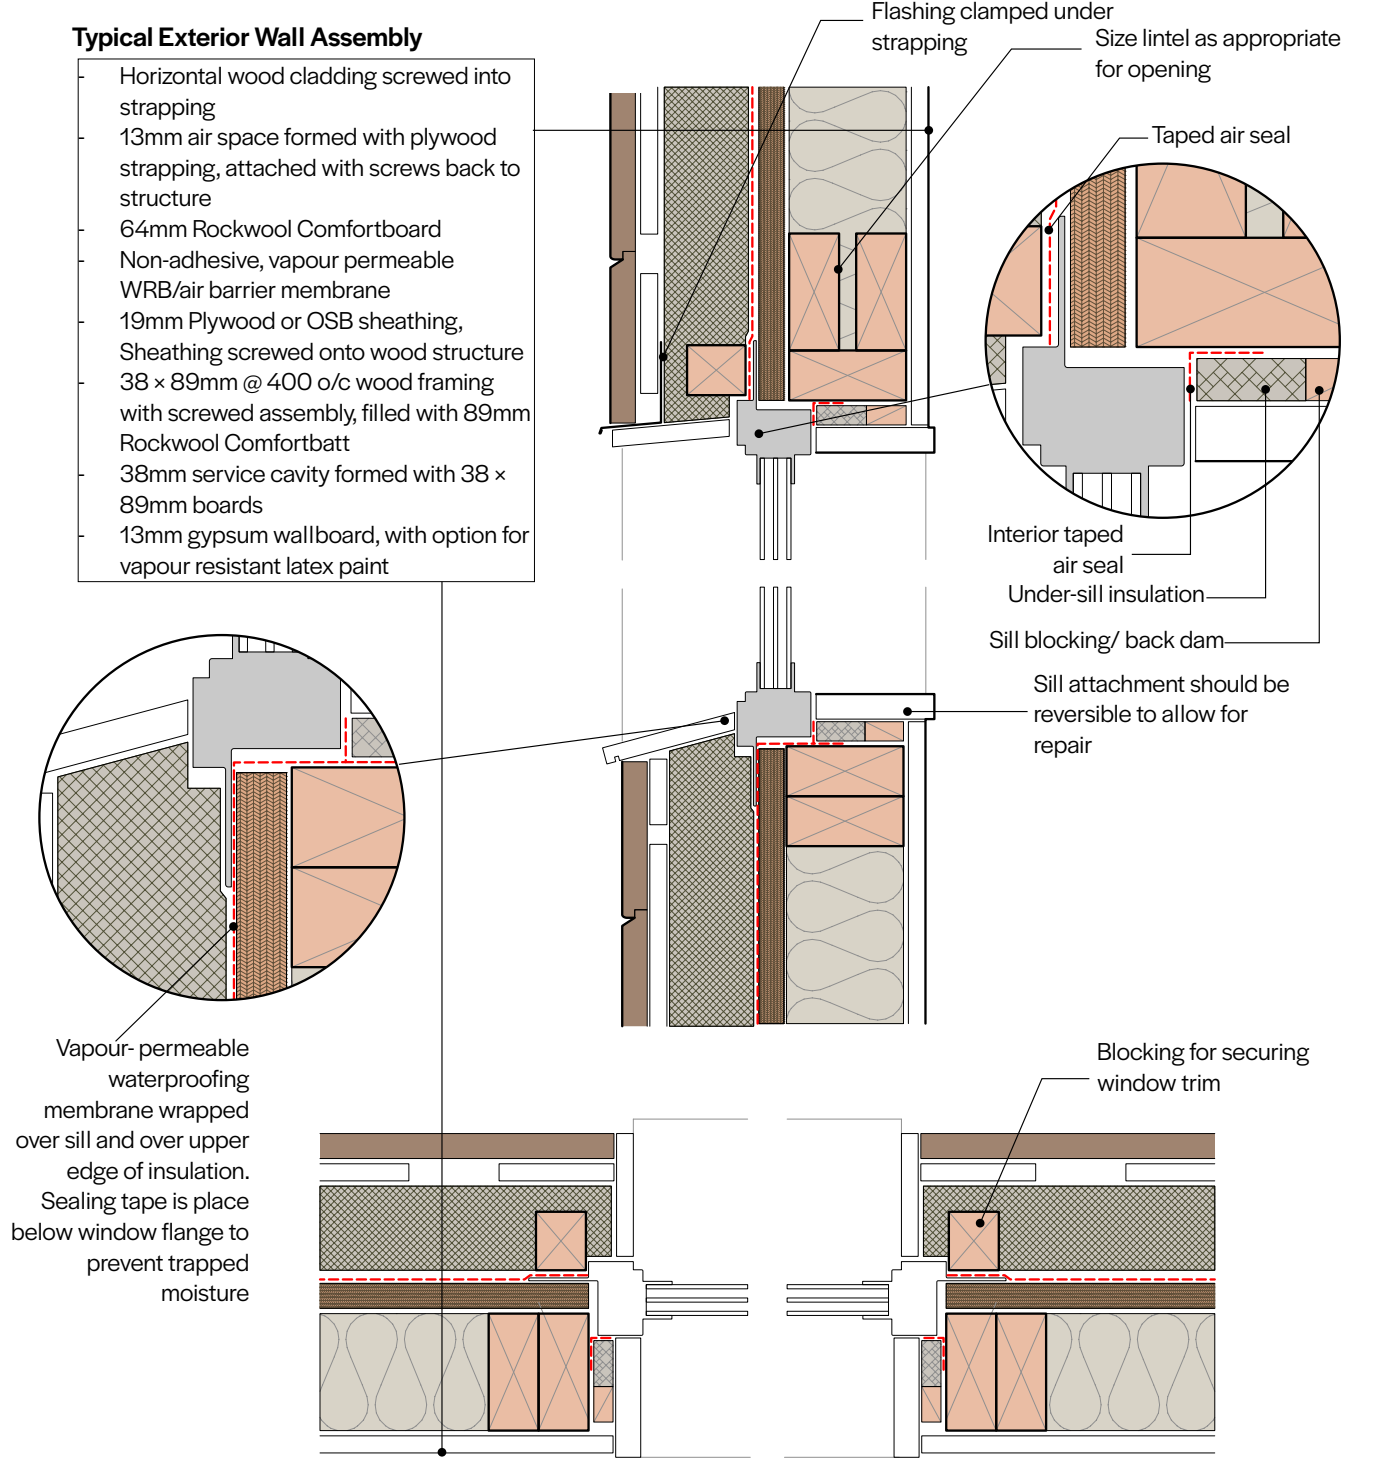 Typical Exterior Wall Assembly
- Horizontal wood cladding screwed into
strapping
- 13mm air space formed with plywood
strapping, attached with screws back to
structure
- 64mm Rockwool Comfortboard
- Non-adhesive, vapour permeable
WRB/air barrier membrane
- 19mm Plywood or OSB sheathing,
Sheathing screwed onto wood structure
- 38 × 89mm @ 400 o/c wood framing
with screwed assembly, filled with 89mm
Rockwool Comfortbatt
- 38mm service cavity formed with 38 ×
89mm boards
- 13mm gypsum wallboard, with option for
vapour resistant latex paint
Flashing clamped under
strapping
Size lintel as appropriate
for opening
Taped air seal
Interior taped
air seal
Under-sill insulation
Sill blocking/ back dam
Sill attachment should be
reversible to allow for
repair
Vapour- permeable
waterproofing
membrane wrapped
over sill and over upper
edge of insulation.
Sealing tape is place
below window flange to
prevent trapped
moisture
Blocking for securing
window trim